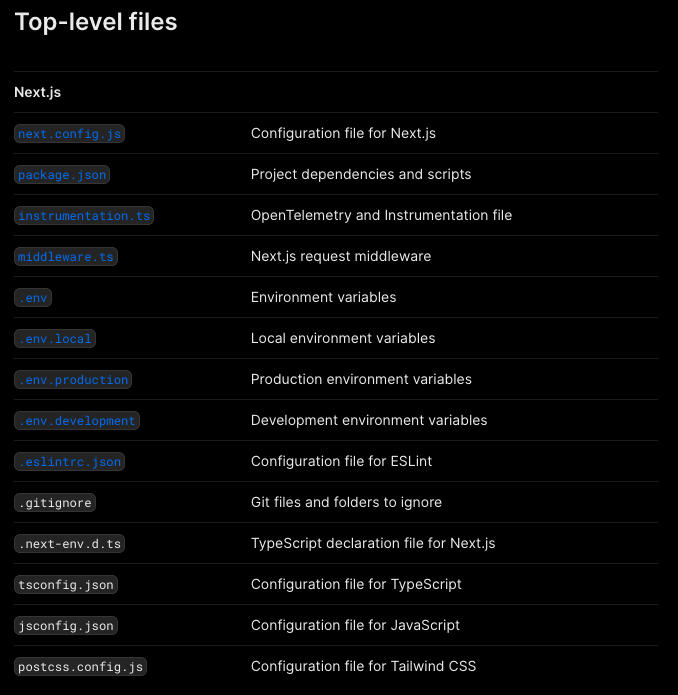 Top-level files
Next.js
next.config.js Configuration file for Next.js
package.json Project dependencies and scripts
instrumentation.ts OpenTelemetry and Instrumentation file
middleware.ts Next.js request middleware
.env Environment variables
.env.local Local environment variables
.env.production Production environment variables
.env.development Development environment variables
.eslintrc.json Configuration file for ESLint
.gitignore Git files and folders to ignore
.next-env.d.ts TypeScript declaration file for Next.js
tsconfig.json Configuration file for TypeScript
jsconfig.json Configuration file for JavaScript
postcss.config.js Configuration file for Tailwind CSS